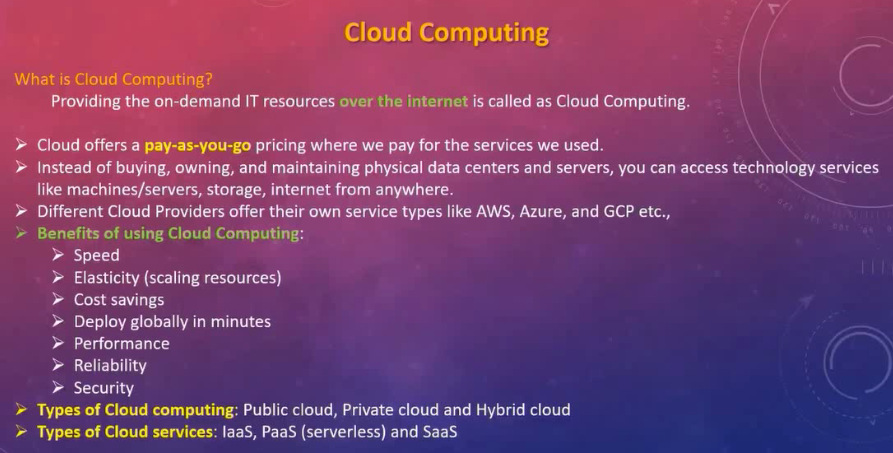 Cloud Computing
What is Cloud Computing?
Providing the on-demand IT resources over the internet is called as Cloud Computing.
➢ Cloud offers a pay-as-you-go pricing where we pay for the services we used.
➢ Instead of buying, owning, and maintaining physical data centers and servers, you can access technology services
like machines/servers, storage, internet from anywhere.
➢ Different Cloud Providers offer their own service types like AWS, Azure, and GCP etc.,
➢ Benefits of using Cloud Computing:
➢ Speed
➢ Elasticity (scaling resources)
➢ Cost savings
➢ Deploy globally in minutes
➢ Performance
➢ Reliability
➢ Security
➢ Types of Cloud computing: Public cloud, Private cloud and Hybrid cloud
➢ Types of Cloud services: IaaS, PaaS (serverless) and SaaS